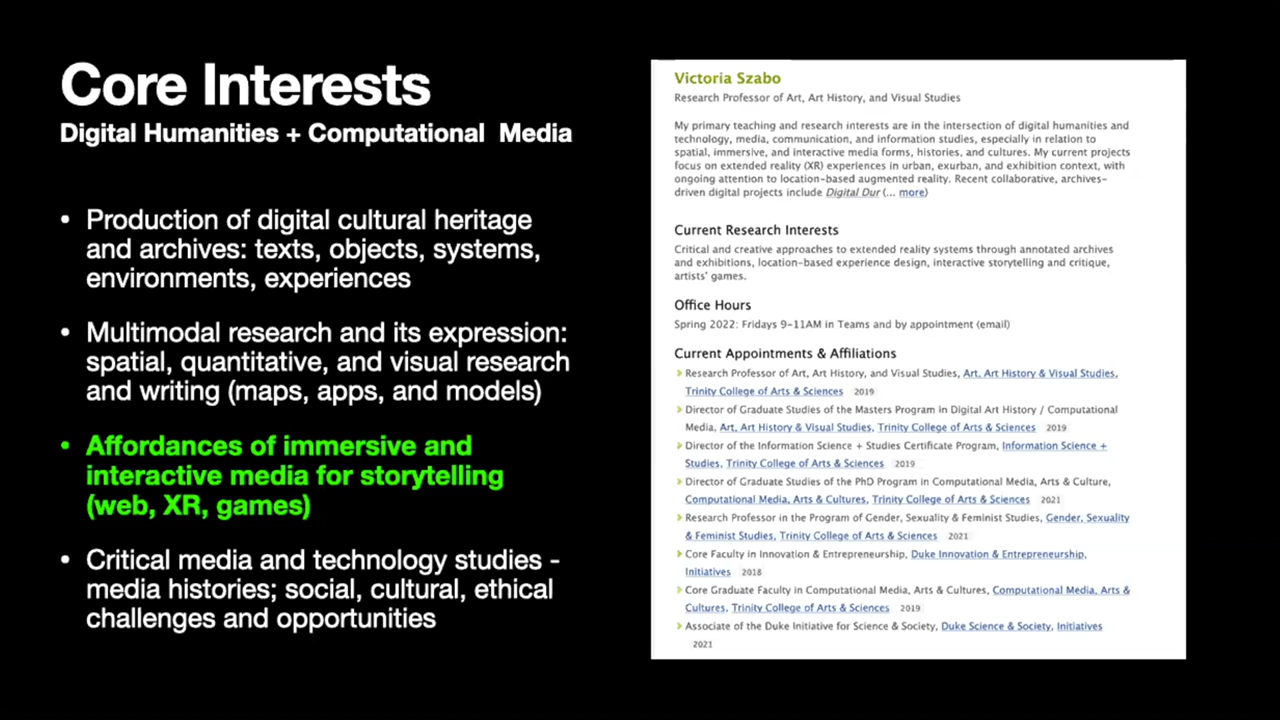 Core Interests
Digital Humanities + Computational Media
• Production of digital cultural heritage
and archives: texts, objects, systems,
environments, experiences
• Multimodal research and its expression:
spatial, quantitative, and visual research
and writing (maps, apps, and models)
• Affordances of immersive and
interactive media for storytelling
(web, XR, games)
• Critical media and technology studies -
media histories; social, cultural, ethical
challenges and opportunities
Victoria Szabo
Research Professor of Art, Art History, and Visual Studies
My primary teaching and research interests are in the intersection of digital humanities and
technology, media, communication, and information studies, especially in relation to
spatial, immersive, and interactive media forms, histories, and cultures. My current projects
focus on extended reality (XR) experiences in urban, exurban, and exhibition context, with
ongoing attention to location-based augmented reality. Recent collaborative, archives-
driven digital projects include Digital Dur (... more)
Current Research Interests
Critical and creative approaches to extended reality systems through annotated archives
and exhibitions, location-based experience design, interactive storytelling and critique,
artists' games.
Office Hours
Spring 2022: Fridays 9-11AM in Teams and by appointment (email)
Current Appointments & Affiliations
Research Professor of Art, Art History, and Visual Studies, Art, Art History & Visual Studies,
Trinity College of Arts & Sciences 2019
Director of Graduate Studies of the Masters Program in Digital Art History / Computational
Media, Art, Art History & Visual Studies, Trinity College of Arts & Sciences 2019
Director of the Information Science + Studies Certificate Program, Information Science +
Studies, Trinity College of Arts & Sciences 2019
Director of Graduate Studies of the PhD Program in Computational Media, Arts & Culture,
Computational Media, Arts & Cultures, Trinity College of Arts & Sciences 2021
Research Professor in the Program of Gender, Sexuality & Feminist Studies, Gender, Sexuality
& Feminist Studies, Trinity College of Arts & Sciences 2021
Core Faculty in Innovation & Entrepreneurship, Duke Innovation & Entrepreneurship,
Initiatives 2018
Core Graduate Faculty in Computational Media, Arts & Cultures, Computational Media, Arts &
Cultures, Trinity College of Arts & Sciences 2019
Associate of the Duke Initiative for Science & Society, Duke Science & Society, Initiatives
2021